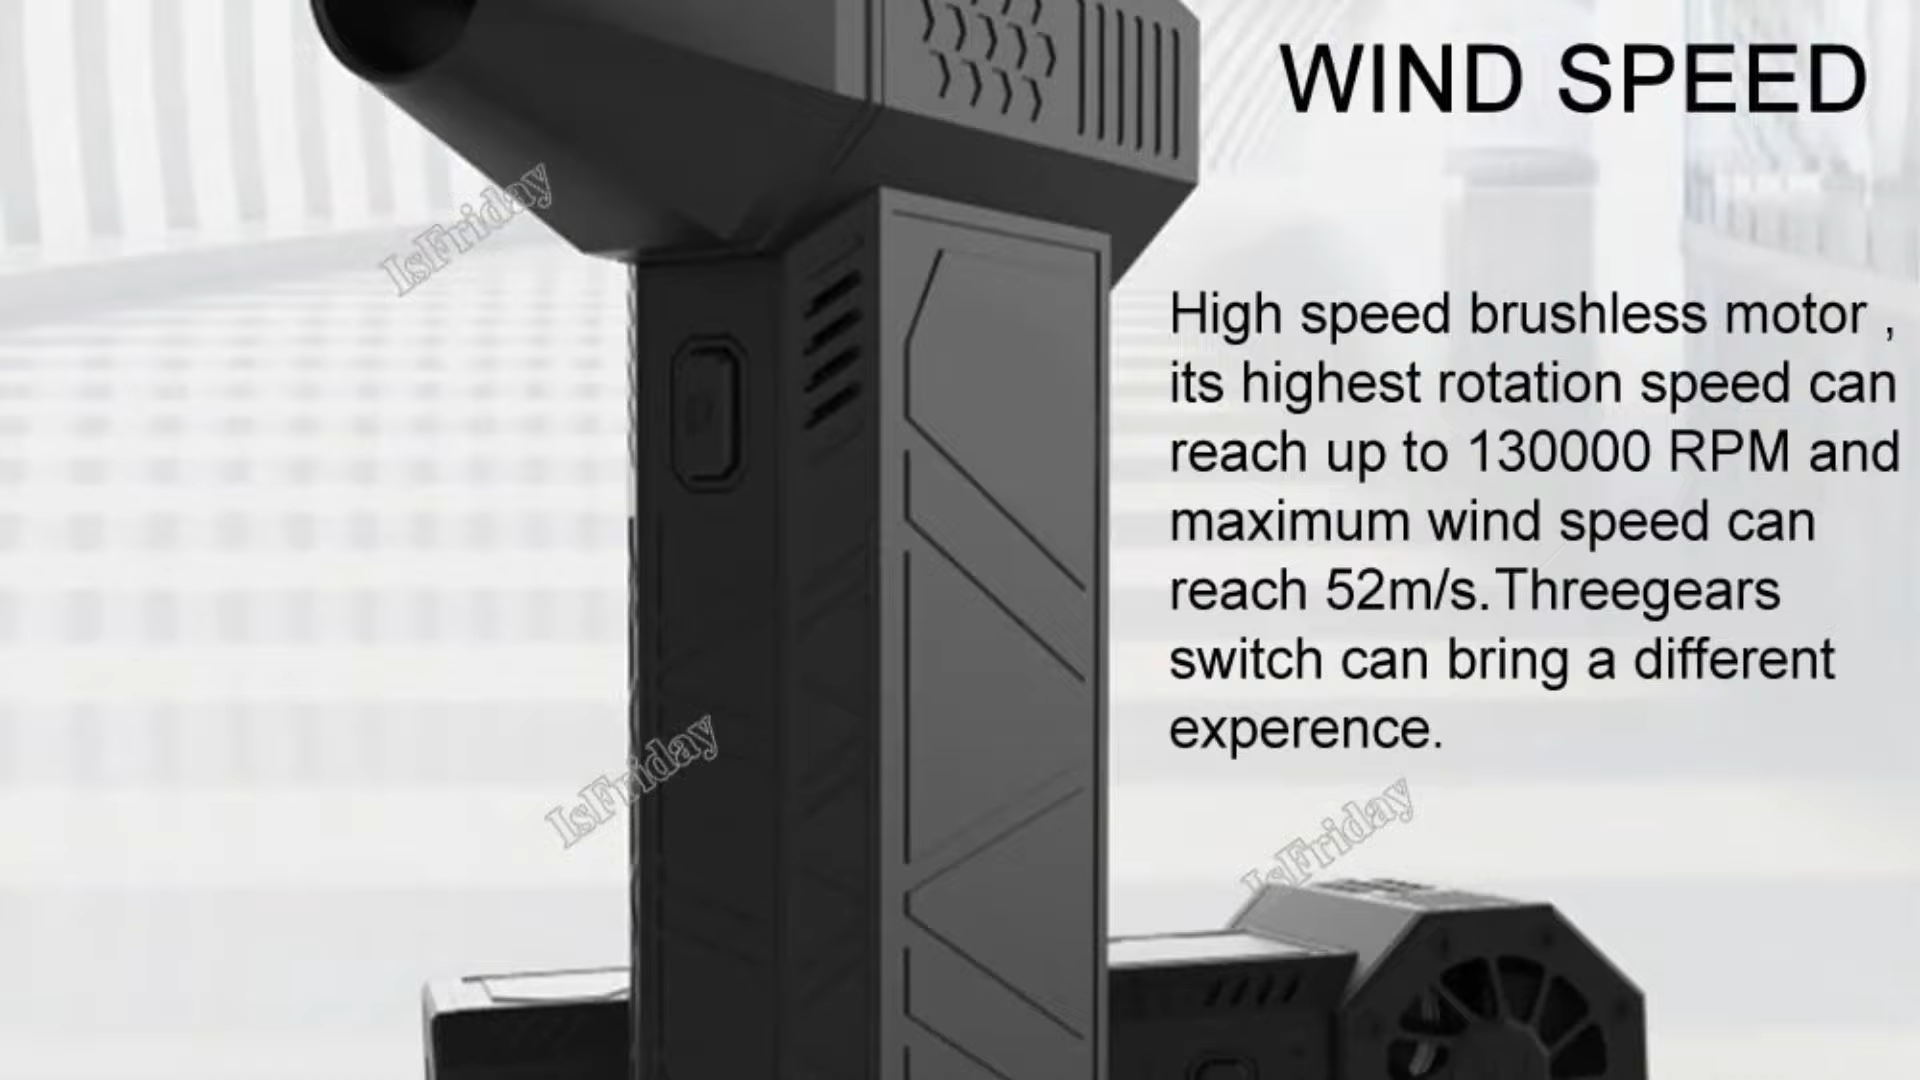 WIND SPEED
IsFriday
High speed brushless motor ,
its highest rotation speed can
reach up to 130000 RPM and
maximum wind speed can
reach 52m/s.Threegears
switch can bring a different
experence.
IsFriday
IsFriday